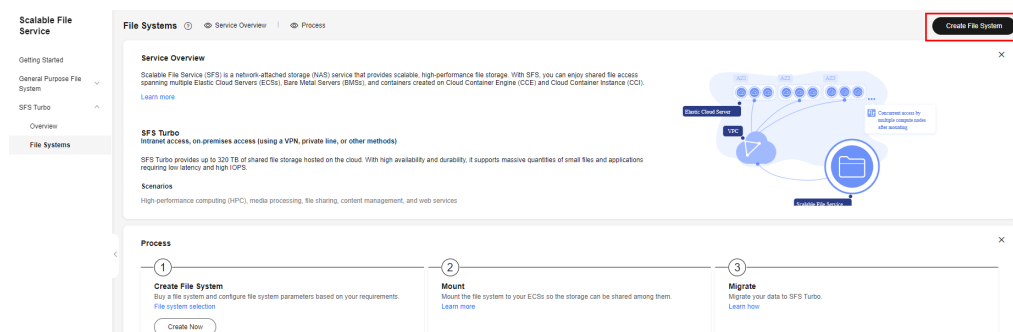 Scalable File
Service
Getting Started
General Purpose File
System
SFS Turbo
Overview
File Systems
File Systems
Service Overview
Process
Create File System
Service Overview
Scalable File Service (SFS) is a network-attached storage (NAS) service that provides scalable, high-performance file storage. With SFS, you can enjoy shared file access
spanning multiple Elastic Cloud Servers (ECSs), Bare Metal Servers (BMSs), and containers created on Cloud Container Engine (CCE) and Cloud Container Instance (CCI).
Learn more
SFS Turbo
Intranet access, on-premises access (using a VPN, private line, or other methods)
SFS Turbo provides up to 320 TB of shared file storage hosted on the cloud. With high availability and durability, it supports massive quantities of small files and applications
requiring low latency and high IOPS.
Scenarios
High-performance computing (HPC), media processing, file sharing, content management, and web services
AZ1
AZ2
AZ3
Elastic Cloud Server
VPC
Concurrent access by
multiple compute nodes
after mounting
Scalable File Service
Process
1
Create File System
Buy a file system and configure file system parameters based on your requirements.
File system selection
Create Now
2
Mount
Mount the file system to your ECSs so the storage can be shared among them.
Learn more
3
Migrate
Migrate your data to SFS Turbo.
Learn how